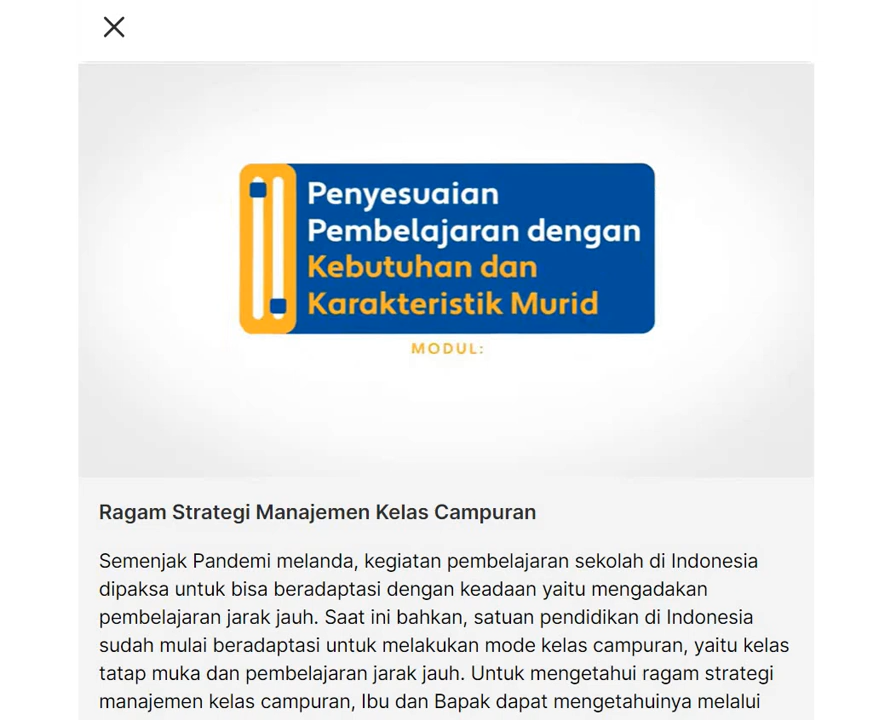 Penyesuaian
Pembelajaran dengan
Kebutuhan dan
Karakteristik Murid
MODUL:
Ragam Strategi Manajemen Kelas Campuran
Semenjak Pandemi melanda, kegiatan pembelajaran sekolah di Indonesia
dipaksa untuk bisa beradaptasi dengan keadaan yaitu mengadakan
pembelajaran jarak jauh. Saat ini bahkan, satuan pendidikan di Indonesia
sudah mulai beradaptasi untuk melakukan mode kelas campuran, yaitu kelas
tatap muka dan pembelajaran jarak jauh. Untuk mengetahui ragam strategi
manajemen kelas campuran, Ibu dan Bapak dapat mengetahuinya melalui